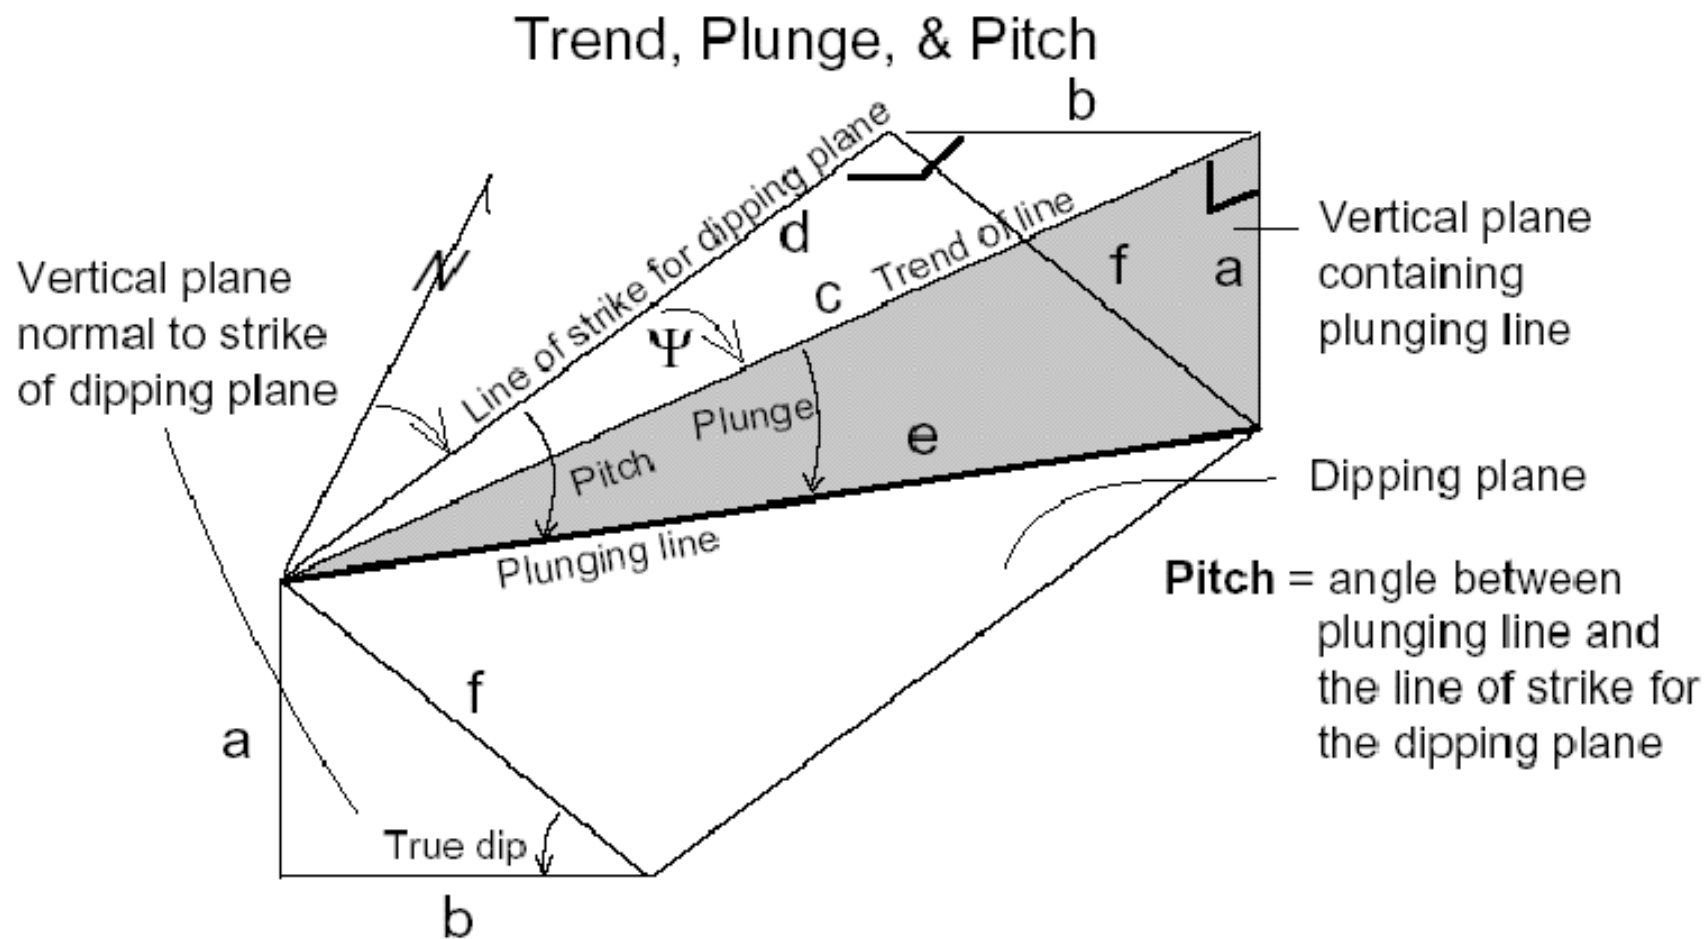 Trend, Plunge, & Pitch
b
Line of strike for dipping plane
d
N
Vertical plane
normal to strike
of dipping plane
Ψ
c
Trend of line
f
a
Vertical plane
containing
plunging line
Plunge
e
Pitch
Plunging line
Dipping plane
Pitch = angle between
plunging line and
the line of strike for
the dipping plane
f
a
True dip
b